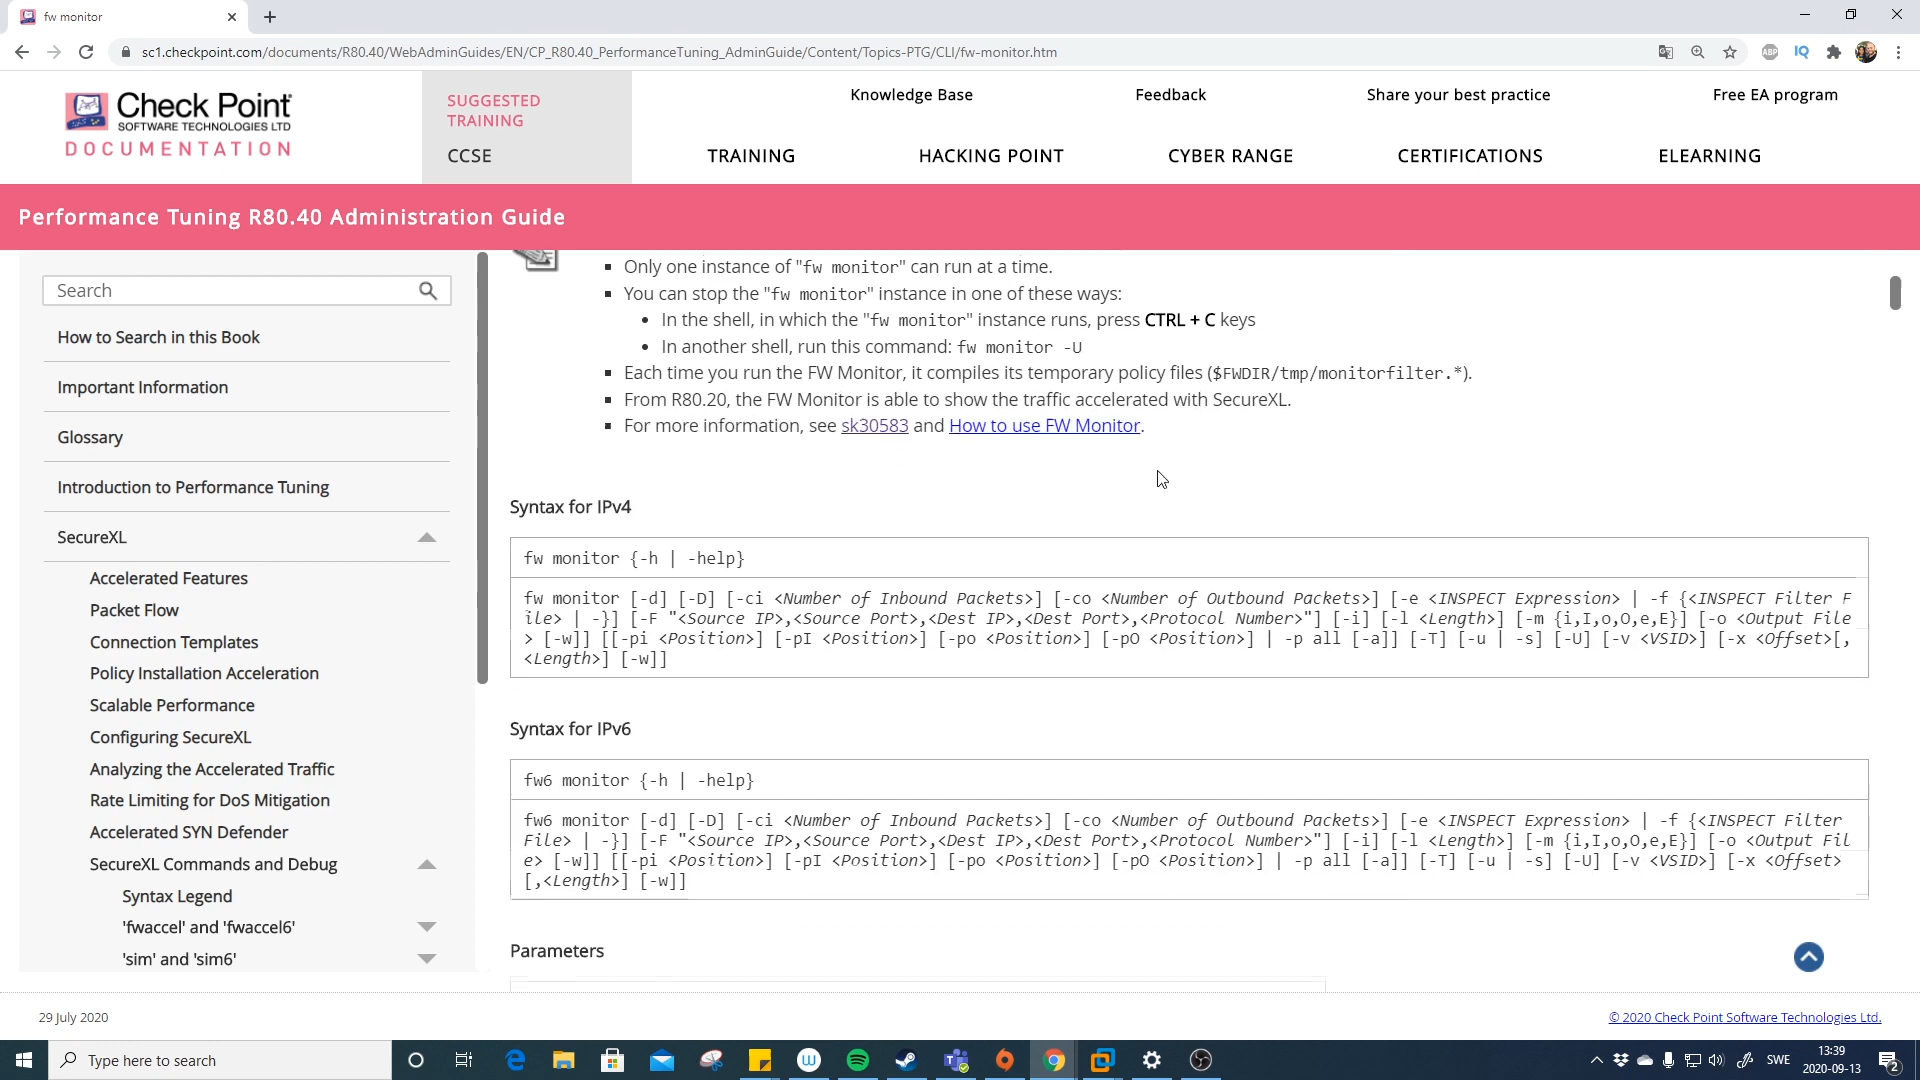 fw monitor
sc1.checkpoint.com/documents/R80.40/WebAdminGuides/EN/CP_R80.40_PerformanceTuning_AdminGuide/Content/Topics-PTG/CLI/fw-monitor.htm
ABP
IQ
Check Point
SOFTWARE TECHNOLOGIES LTD
DOCUMENTATION
SUGGESTED
TRAINING
CCSE
Knowledge Base
Feedback
Share your best practice
Free EA program
TRAINING
HACKING POINT
CYBER RANGE
CERTIFICATIONS
ELEARNING
Performance Tuning R80.40 Administration Guide
Search
How to Search in this Book
Important Information
Glossary
Introduction to Performance Tuning
SecureXL
Accelerated Features
Packet Flow
Connection Templates
Policy Installation Acceleration
Scalable Performance
Configuring SecureXL
Analyzing the Accelerated Traffic
Rate Limiting for DoS Mitigation
Accelerated SYN Defender
SecureXL Commands and Debug
Syntax Legend
'fwaccel' and 'fwaccel6'
'sim' and 'sim6'
Only one instance of "fw monitor" can run at a time.
You can stop the "fw monitor" instance in one of these ways:
In the shell, in which the "fw monitor" instance runs, press CTRL + C keys
In another shell, run this command: fw monitor -U
Each time you run the FW Monitor, it compiles its temporary policy files ($FWDIR/tmp/monitorfilter.*).
From R80.20, the FW Monitor is able to show the traffic accelerated with SecureXL.
For more information, see sk30583 and How to use FW Monitor.
Syntax for IPv4
fw monitor {-h | -help}
fw monitor [-d] [-D] [-ci <Number of Inbound Packets>] [-co <Number of Outbound Packets>] [-e <INSPECT Expression> | -f {<INSPECT Filter F
ile> | -}] [-F "<Source IP>,<Source Port>,<Dest IP>,<Dest Port>,<Protocol Number>"] [-i] [-l <Length>] [-m {i,I,o,O,e,E}] [-o <Output File
> [-w]] [[-pi <Position>] [-pI <Position>] [-po <Position>] [-pO <Position>] | -p all [-a]] [-T] [-u | -s] [-U] [-v <VSID>] [-x <Offset>[,
<Length>] [-w]]
Syntax for IPv6
fw6 monitor {-h | -help}
fw6 monitor [-d] [-D] [-ci <Number of Inbound Packets>] [-co <Number of Outbound Packets>] [-e <INSPECT Expression> | -f {<INSPECT Filter
File> | -}] [-F "<Source IP>,<Source Port>,<Dest IP>,<Dest Port>,<Protocol Number>"] [-i] [-l <Length>] [-m {i,I,o,O,e,E}] [-o <Output Fil
e> [-w]] [[-pi <Position>] [-pI <Position>] [-po <Position>] [-pO <Position>] | -p all [-a]] [-T] [-u | -s] [-U] [-v <VSID>] [-x <Offset>
[,<Length>] [-w]]
Parameters
29 July 2020
© 2020 Check Point Software Technologies Ltd.
Type here to search
SWE
13:39
2020-09-13
2